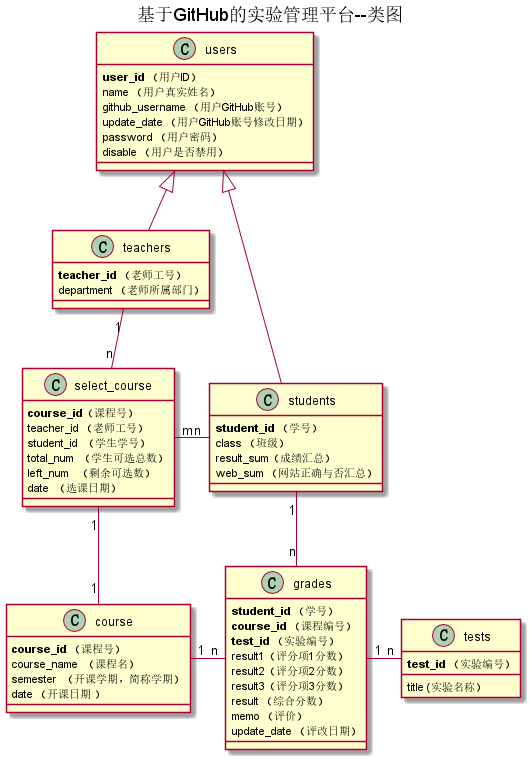 基于GitHub的实验管理平台--类图
C users
user_id （用户ID）
name （用户真实姓名）
github_username （用户GitHub账号）
update_date （用户GitHub账号修改日期）
password （用户密码）
disable （用户是否禁用）
C teachers
teacher_id （老师工号）
department （老师所属部门）
1
n
C select_course
course_id（课程号）
teacher_id （老师工号）
student_id （学生学号）
total_num （学生可选总数）
left_num （剩余可选数）
date （选课日期）
m n
C students
student_id （学号）
class （班级）
result_sum（成绩汇总）
web_sum （网站正确与否汇总）
1
1
1
n
C course
course_id （课程号）
course_name （课程名）
semester （开课学期，简称学期）
date （开课日期 ）
1 n
C grades
student_id （学号）
course_id （课程编号）
test_id （实验编号）
result1 （评分项1分数）
result2 （评分项2分数）
result3 （评分项3分数）
result （综合分数）
memo （评价）
update_date （评改日期）
1 n
C tests
test_id （实验编号）
title（实验名称）